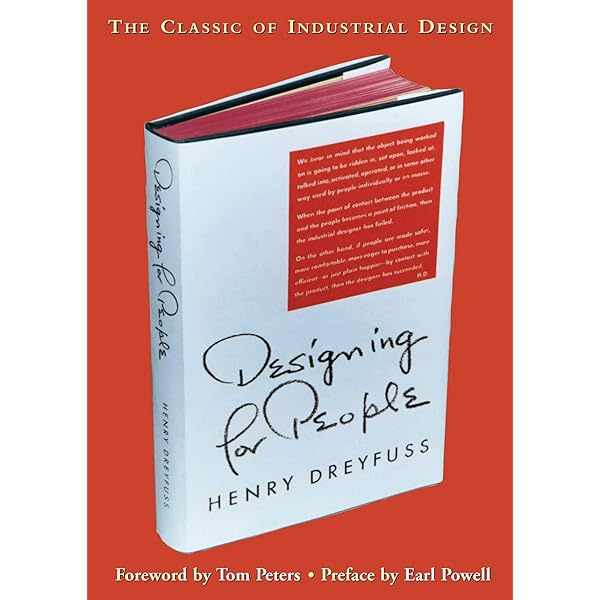 The Classic of Industrial Design
We bear in mind that the object being worked
on is going to be ridden in, sat upon, looked at,
talked into, activated, operated, or in some other
way used by people individually or en masse.
When the point of contact between the product
and the people becomes a point of friction, then
the industrial designer has failed.
On the other hand, if people are made safer,
more comfortable, more eager to purchase, more
efficient—or just plain happier—by contact with
the product, then the designer has succeeded.
H.D.
Designing for People
HENRY DREYFUSS
Designing
for People
HENRY DREYFUSS
Foreword by Tom Peters • Preface by Earl Powell